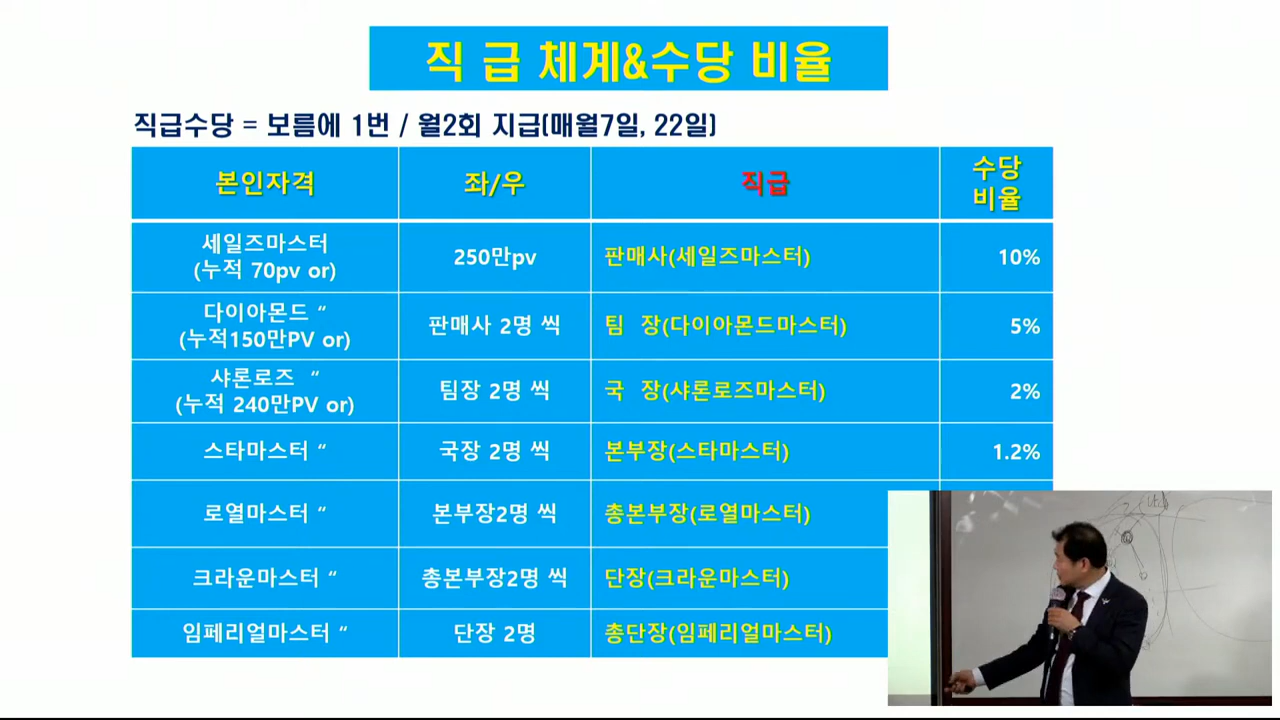 직 급 체계&수당 비율
직급수당 = 보름에 1번 / 월2회 지급(매월7일, 22일)
본인자격 좌/우 직급 수당
비율
세일즈마스터
(누적 70pv or) 250만pv 판매사(세일즈마스터) 10%
다이아몬드 "
(누적150만PV or) 판매사 2명 씩 팀 장(다이아몬드마스터) 5%
샤론로즈 "
(누적 240만PV or) 팀장 2명 씩 국 장(샤론로즈마스터) 2%
스타마스터 " 국장 2명 씩 본부장(스타마스터) 1.2%
로열마스터 " 본부장2명 씩 총본부장(로열마스터)
크라운마스터 " 총본부장2명 씩 단장(크라운마스터)
임페리얼마스터 " 단장 2명 총단장(임페리얼마스터)